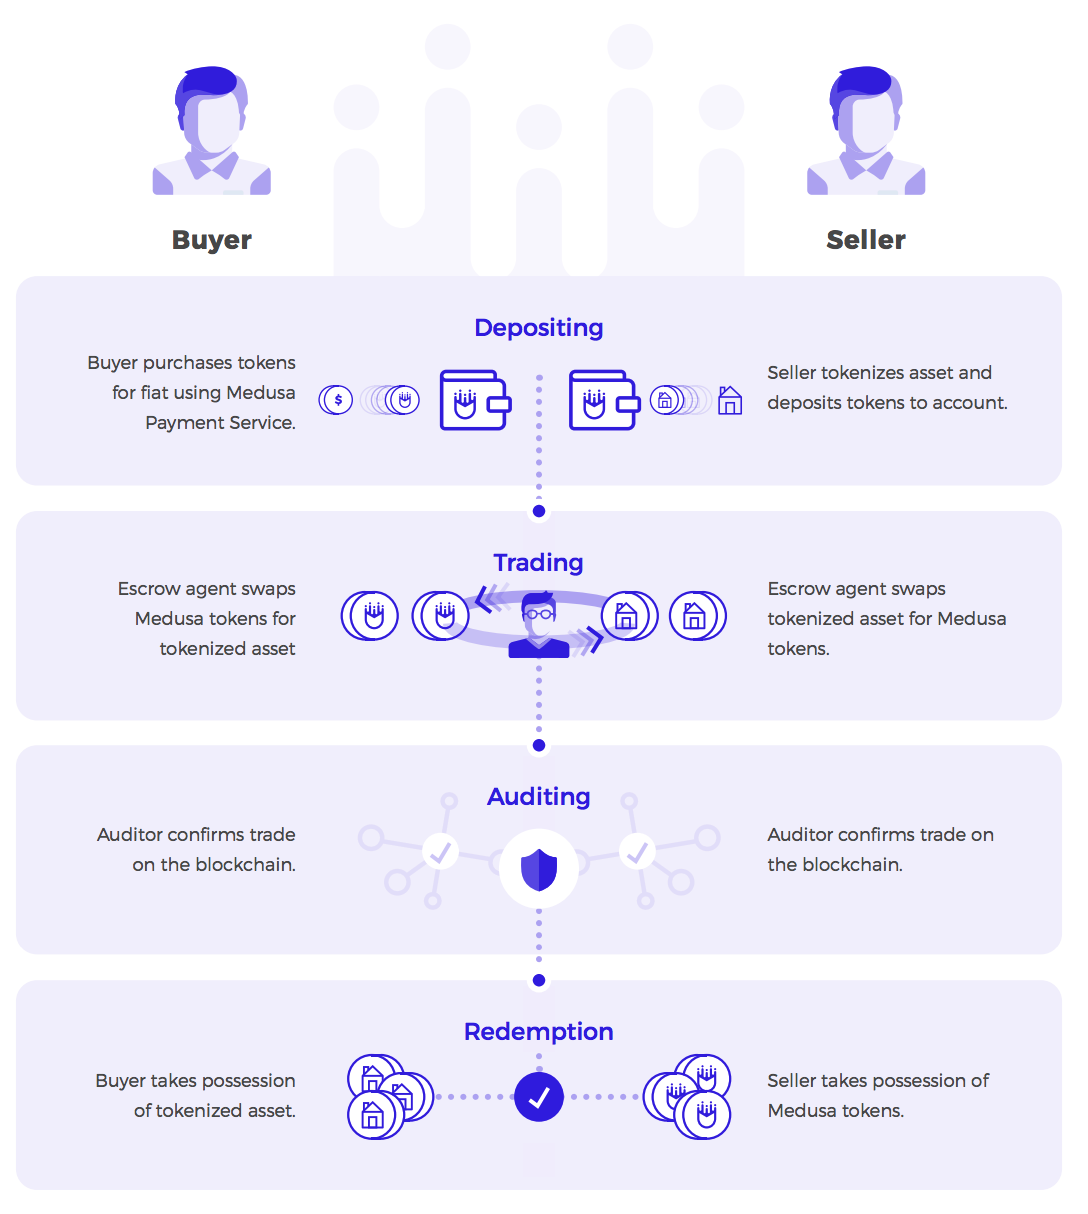 Buyer
Seller
Depositing
Buyer purchases tokens
for fiat using Medusa
Payment Service.
$
Seller tokenizes asset and
deposits tokens to account.
Trading
Escrow agent swaps
Medusa tokens for
tokenized asset
Escrow agent swaps
tokenized asset for Medusa
tokens.
Auditing
Auditor confirms trade
on the blockchain.
Auditor confirms trade on
the blockchain.
Redemption
Buyer takes possession
of tokenized asset.
Seller takes possession of
Medusa tokens.